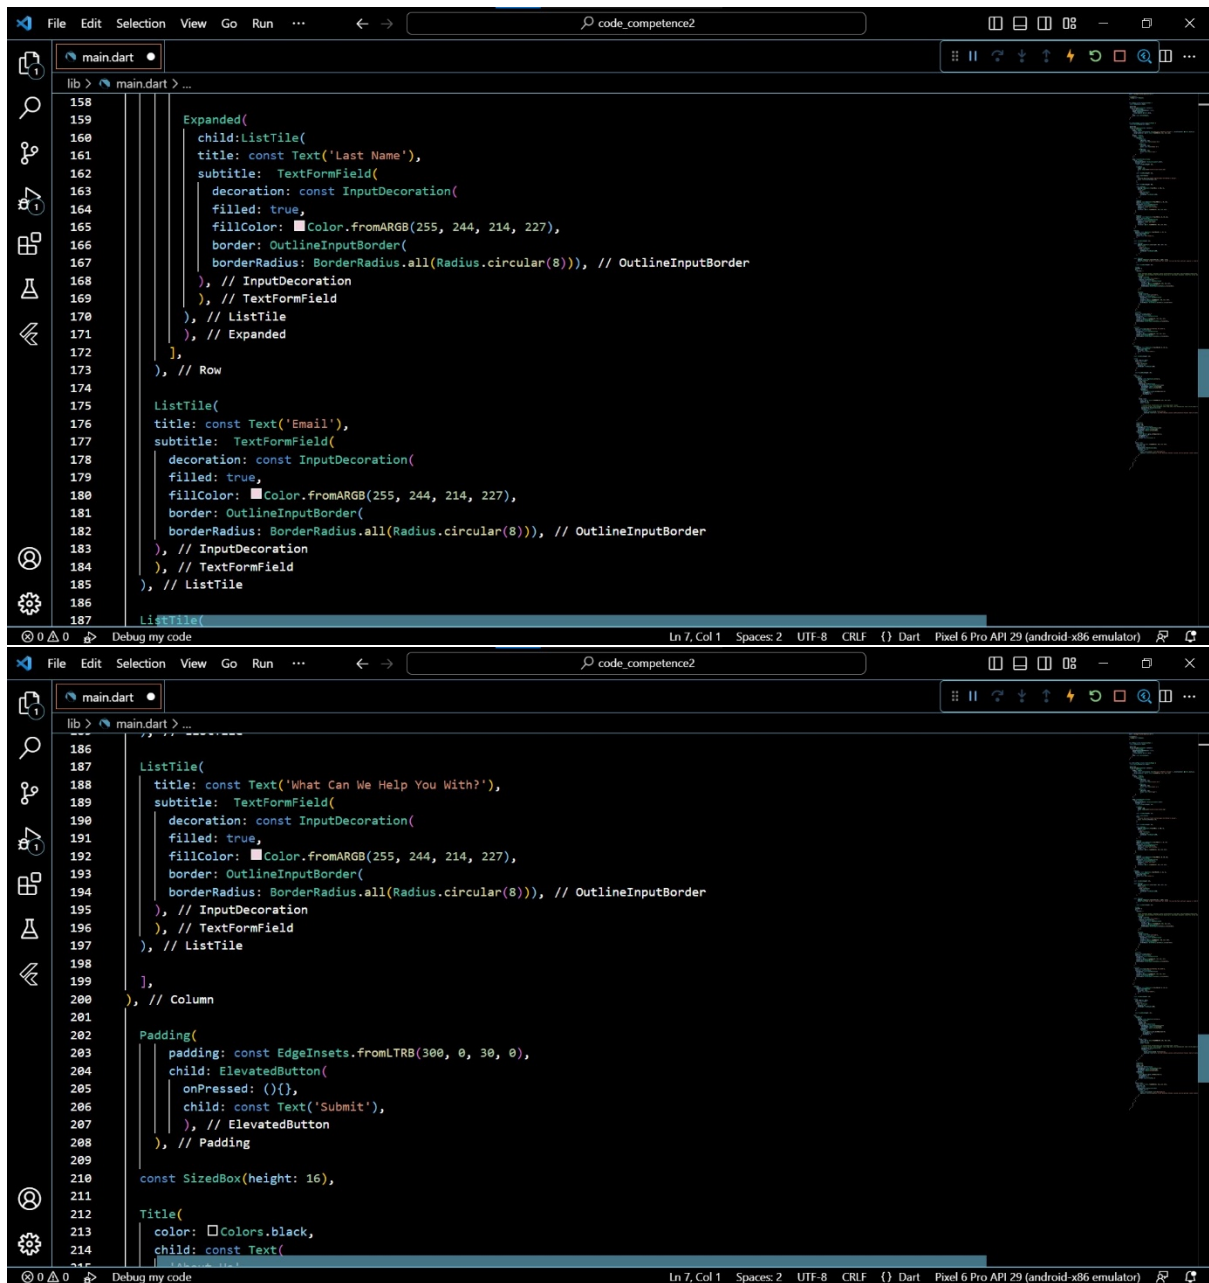 File Edit Selection View Go Run ··· ← → code_competence2
main.dart
lib > main.dart > ...
158
159 Expanded(
160 child:ListTile(
161 title: const Text('Last Name'),
162 subtitle:  TextFormField(
163 decoration: const InputDecoration(
164 filled: true,
165 fillColor: Color.fromARGB(255, 244, 214, 227),
166 border: OutlineInputBorder(
167 borderRadius: BorderRadius.all(Radius.circular(8))), // OutlineInputBorder
168 ), // InputDecoration
169 ), // TextFormField
170 ), // ListTile
171 ), // Expanded
172 ],
173 ), // Row
174
175 ListTile(
176 title: const Text('Email'),
177 subtitle:  TextFormField(
178 decoration: const InputDecoration(
179 filled: true,
180 fillColor: Color.fromARGB(255, 244, 214, 227),
181 border: OutlineInputBorder(
182 borderRadius: BorderRadius.all(Radius.circular(8))), // OutlineInputBorder
183 ), // InputDecoration
184 ), // TextFormField
185 ), // ListTile
186
187 ListTile(
0 0 Debug my code Ln 7, Col 1 Spaces: 2 UTF-8 CRLF {} Dart Pixel 6 Pro API 29 (android-x86 emulator)
File Edit Selection View Go Run ··· ← → code_competence2
main.dart
lib > main.dart > ...
186
187 ListTile(
188 title: const Text('What Can We Help You With?'),
189 subtitle:  TextFormField(
190 decoration: const InputDecoration(
191 filled: true,
192 fillColor: Color.fromARGB(255, 244, 214, 227),
193 border: OutlineInputBorder(
194 borderRadius: BorderRadius.all(Radius.circular(8))), // OutlineInputBorder
195 ), // InputDecoration
196 ), // TextFormField
197 ), // ListTile
198
199 ],
200 ), // Column
201
202 Padding(
203 padding: const EdgeInsets.fromLTRB(300, 0, 30, 0),
204 child: ElevatedButton(
205 onPressed: (){},
206 child: const Text('Submit'),
207 ), // ElevatedButton
208 ), // Padding
209
210 const SizedBox(height: 16),
211
212 Title(
213 color: Colors.black,
214 child: const Text(
0 0 Debug my code Ln 7, Col 1 Spaces: 2 UTF-8 CRLF {} Dart Pixel 6 Pro API 29 (android-x86 emulator)